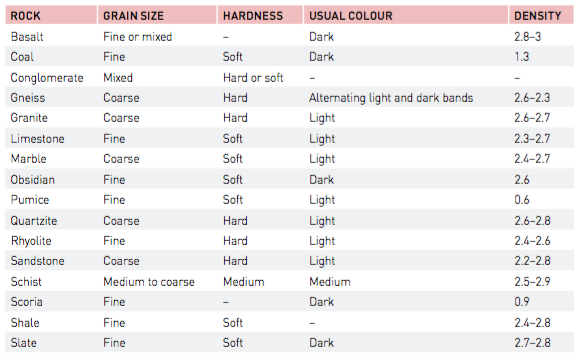 ROCK GRAIN SIZE HARDNESS USUAL COLOUR DENSITY
Basalt Fine or mixed – Dark 2.8–3
Coal Fine Soft Dark 1.3
Conglomerate Mixed Hard or soft – –
Gneiss Coarse Hard Alternating light and dark bands 2.6–2.3
Granite Coarse Hard Light 2.6–2.7
Limestone Fine Soft Light 2.3–2.7
Marble Coarse Soft Light 2.4–2.7
Obsidian Fine Soft Dark 2.6
Pumice Fine Soft Light 0.6
Quartzite Coarse Hard Light 2.6–2.8
Rhyolite Fine Hard Light 2.4–2.6
Sandstone Coarse Hard Light 2.2–2.8
Schist Medium to coarse Medium Medium 2.5–2.9
Scoria Fine – Dark 0.9
Shale Fine Soft – 2.4–2.8
Slate Fine Soft Dark 2.7–2.8